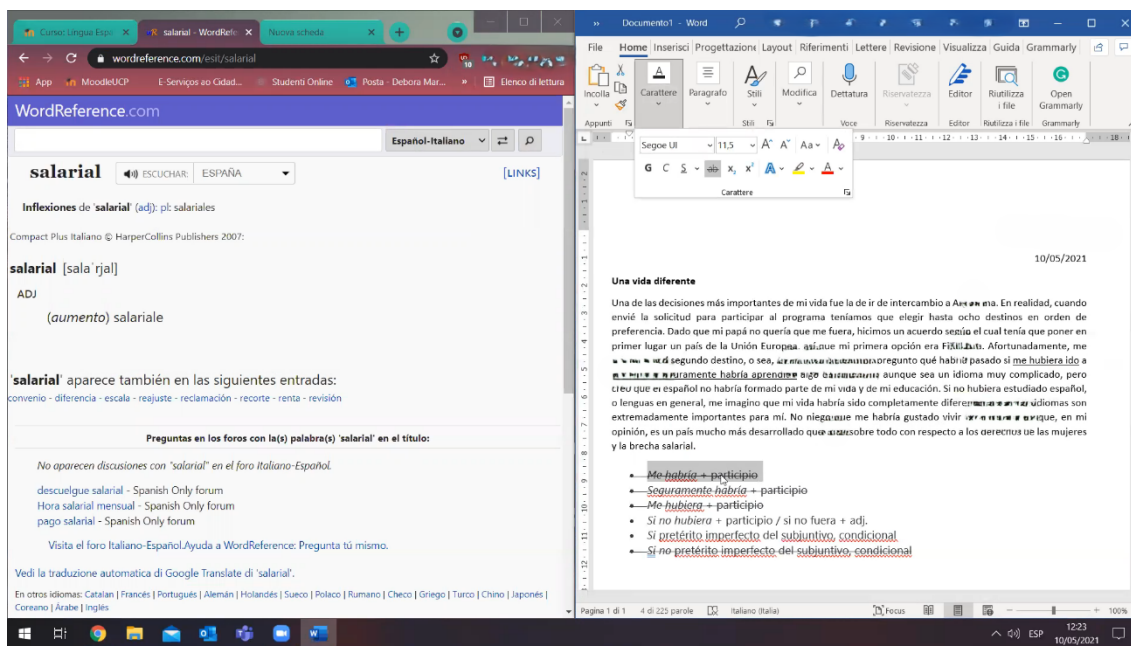 Curso: Lingua Espa
salarial - WordRefe
Nuova scheda
wordreference.com/esit/salarial
App MoodleUCP E-Serviços ao Cidad... Studenti Online Posta - Debora Mar... » Elenco di lettura
WordReference.com
Español-Italiano
salarial ESCUCHAR: ESPAÑA [LINKS]
Inflexiones de 'salarial' (adj): pl: salariales
Compact Plus Italiano © HarperCollins Publishers 2007:
salarial [salaˈrjal]
ADJ
(aumento) salariale
'salarial' aparece también en las siguientes entradas:
convenio - diferencia - escala - reajuste - reclamación - recorte - renta - revisión
Preguntas en los foros con la(s) palabra(s) 'salarial' en el título:
No aparecen discusiones con "salarial" en el foro Italiano-Español.
descuelgue salarial - Spanish Only forum
Hora salarial mensual - Spanish Only forum
pago salarial - Spanish Only forum
Visita el foro Italiano-Español.Ayuda a WordReference: Pregunta tú mismo.
Vedi la traduzione automatica di Google Translate di 'salarial'.
En otros idiomas: Catalan | Francés | Portugués | Alemán | Holandés | Sueco | Polaco | Rumano | Checo | Griego | Turco | Chino | Japonés |
Coreano | Árabe | Inglés
» Documento1 - Word
File Home Inserisci Progettazione Layout Riferimenti Lettere Revisione Visualizza Guida Grammarly
Incolla Carattere Paragrafo Stili Modifica Dettatura Riservatezza Editor Riutilizza i file Open Grammarly
Appunti Stili Voce Riservatezza Editor Riutilizza i file Grammarly
Segoe UI 11,5 A A Aa
G C S ab x, x² A A
Carattere
10/05/2021
Una vida diferente
Una de las decisiones más importantes de mi vida fue la de ir de intercambio a En realidad, cuando
envié la solicitud para participar al programa teníamos que elegir hasta ocho destinos en orden de
preferencia. Dado que mi papá no quería que me fuera, hicimos un acuerdo según el cual tenía que poner en
primer lugar un país de la Unión Europea, así que mi primera opción era Afortunadamente, me
segundo destino, o sea, pregunto qué habría pasado si me hubiera ido a
habría aprendido algo aunque sea un idioma muy complicado, pero
creo que el español no habría formado parte de mi vida y de mi educación. Si no hubiera estudiado español,
o lenguas en general, me imagino que mi vida habría sido completamente idiomas son
extremadamente importantes para mí. No niego que me habría gustado vivir que, en mi
opinión, es un país mucho más desarrollado que sobre todo con respecto a los derechos de las mujeres
y la brecha salarial.
• Me habría + participio
• Seguramente habría + participio
• Me hubiera + participio
• Si no hubiera + participio / si no fuera + adj.
• Si pretérito imperfecto del subjuntivo, condicional
• Si no pretérito imperfecto del subjuntivo, condicional
Pagina 1 di 1 4 di 225 parole Italiano (Italia) Focus 100%
ESP 12:23
10/05/2021